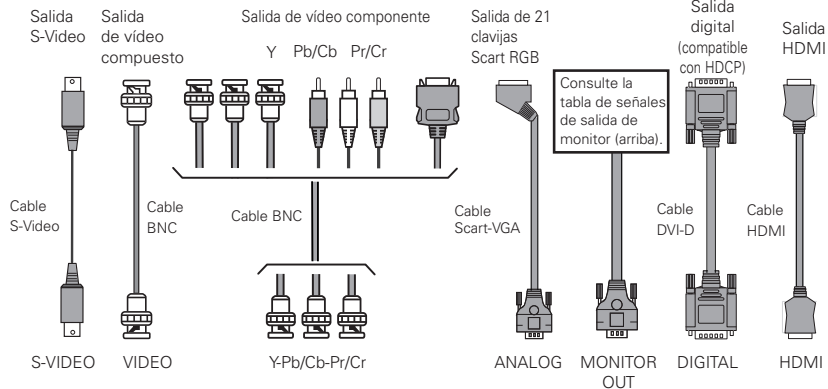 Salida
S-Video
Salida
de vídeo
compuesto
Salida de vídeo componente
Y Pb/Cb Pr/Cr
Salida de 21
clavijas
Scart RGB
Consulte la
tabla de señales
de salida de
monitor (arriba).
Salida
digital
(compatible
con HDCP)
Salida
HDMI
Cable
S-Video
Cable
BNC
Cable BNC
Cable
Scart-VGA
Cable
DVI-D
Cable
HDMI
S-VIDEO
VIDEO
Y-Pb/Cb-Pr/Cr
ANALOG
MONITOR
OUT
DIGITAL
HDMI